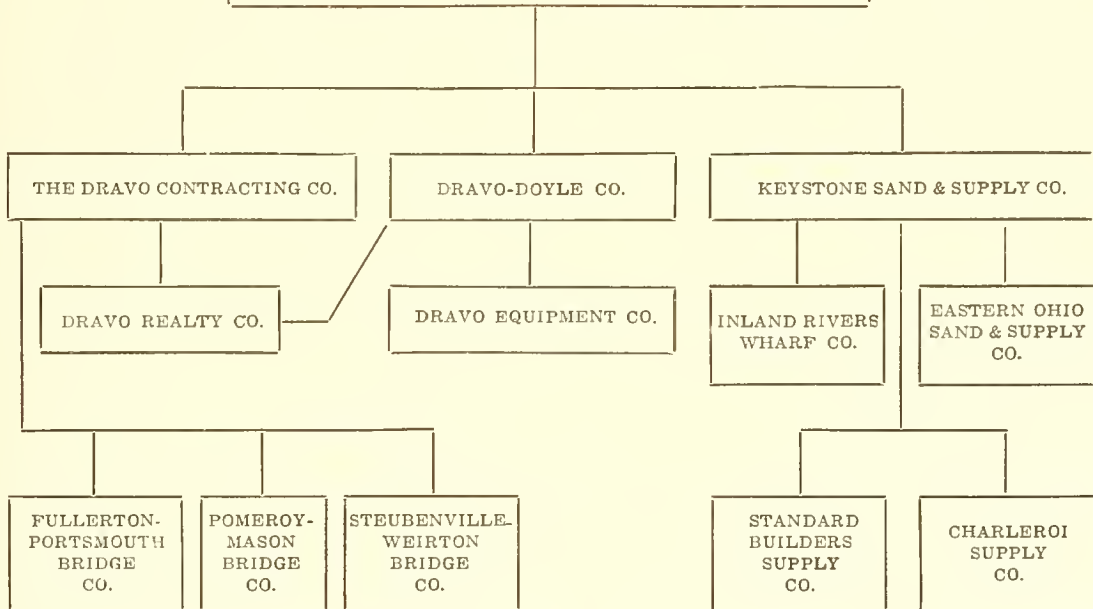 THE DRAVO CONTRACTING CO.
DRAVO-DOYLE CO.
KEYSTONE SAND & SUPPLY CO.
DRAVO REALTY CO.
DRAVO EQUIPMENT CO.
INLAND RIVERS
WHARF CO.
EASTERN OHIO
SAND & SUPPLY
CO.
FULLERTON-
PORTSMOUTH
BRIDGE
CO.
POMEROY-
MASON
BRIDGE
CO.
STEUBENVILLE-
WEIRTON
BRIDGE
CO.
STANDARD
BUILDERS
SUPPLY
CO.
CHARLEROI
SUPPLY
CO.